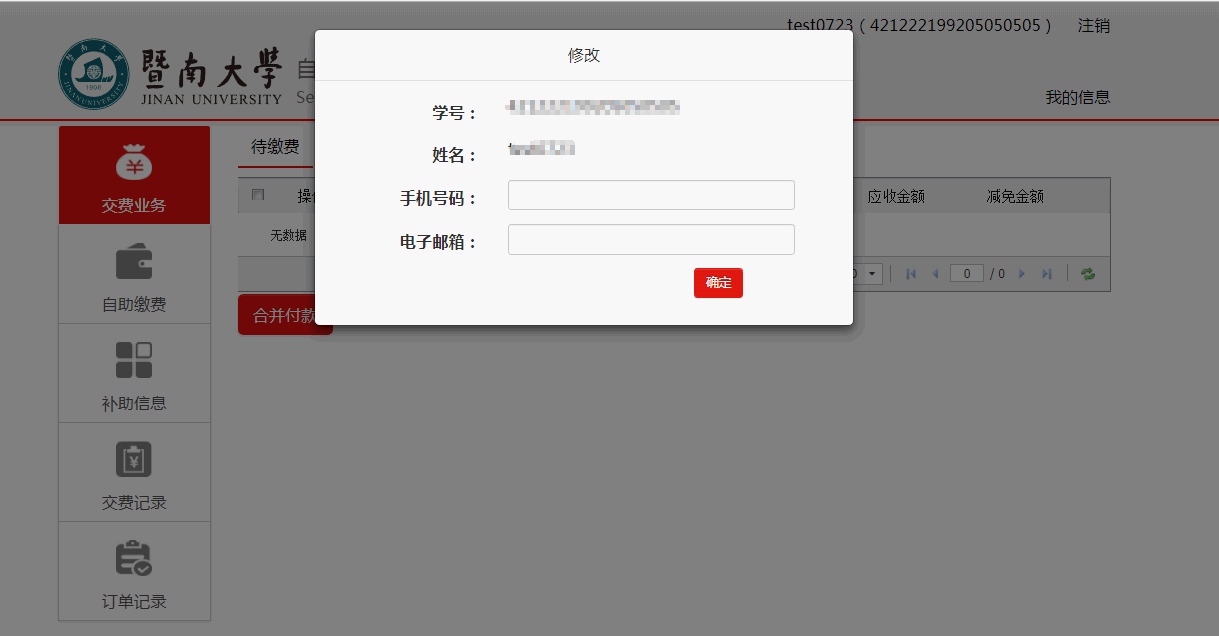 test0723 ( 421222199205050505 ) 注销
暨南大学
JINAN UNIVERSITY
自
Se
我的信息
修改
学号：
姓名：
手机号码：
电子邮箱：
确定
交费业务
自助缴费
补助信息
交费记录
订单记录
待缴费
应收金额 减免金额
无数据
0 / 0
合并付款